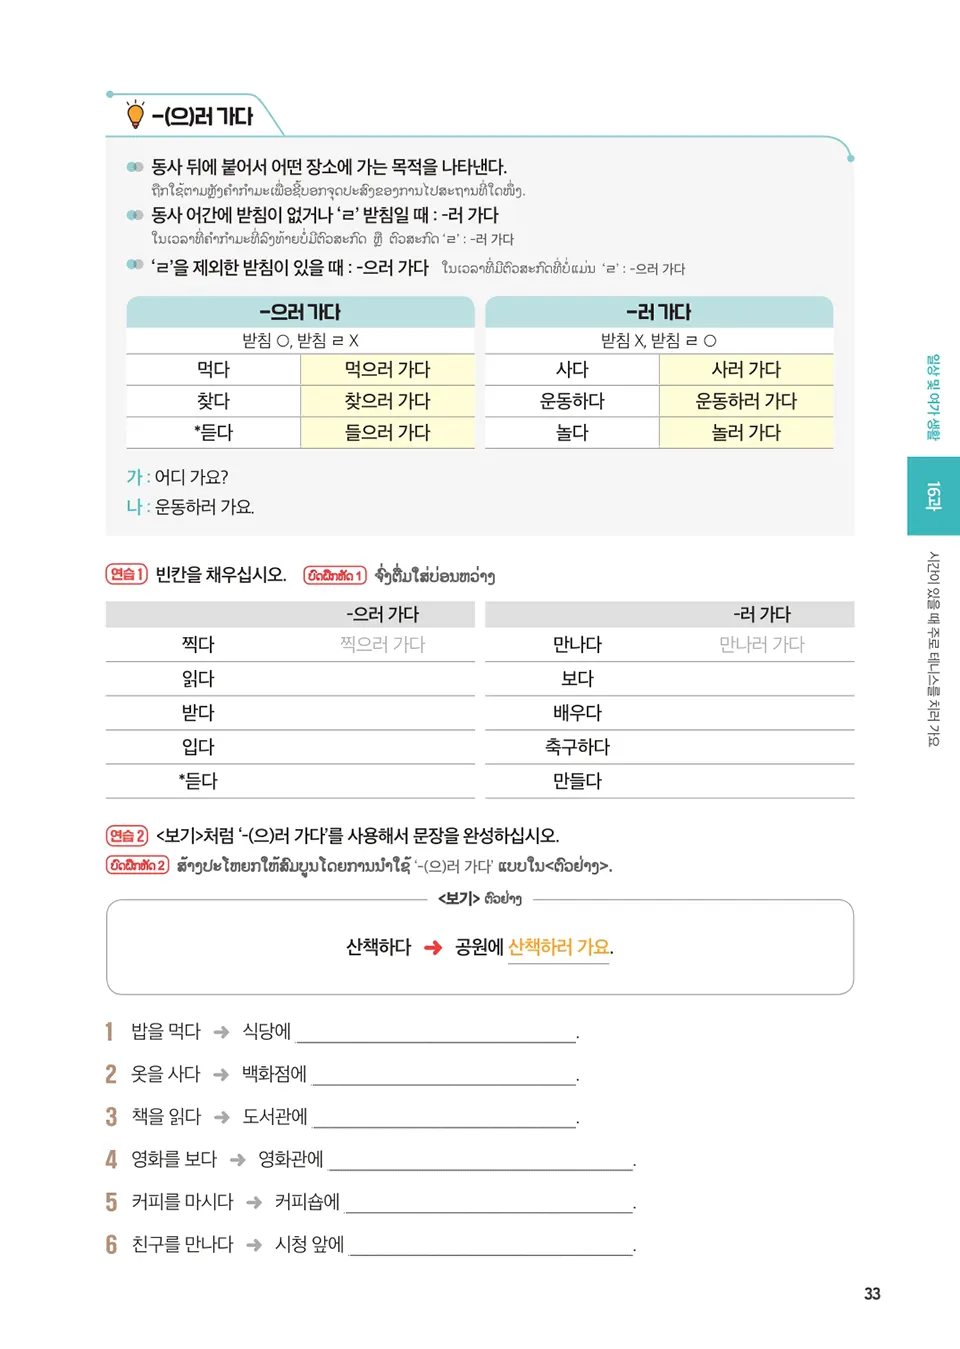 -(으)러 가다
동사 뒤에 붙어서 어떤 장소에 가는 목적을 나타낸다.
ຖືກໃຊ້ຕາມຫຼັງຄຳກຳມະເພື່ອຊີ້ບອກຈຸດປະສົງຂອງການໄປສະຖານທີ່ໃດໜຶ່ງ.
동사 어간에 받침이 없거나 ‘ㄹ’ 받침일 때 : -러 가다
ໃນເວລາທີ່ຄຳກຳມະທີ່ລົງທ້າຍບໍ່ມີຕົວສະກົດ ຫຼື ຕົວສະກົດ ‘ㄹ’ : -러 가다
‘ㄹ’을 제외한 받침이 있을 때 : -으러 가다 ໃນເວລາທີ່ມີຕົວສະກົດທີ່ບໍ່ແມ່ນ ‘ㄹ’ : -으러 가다
-으러 가다 -러 가다
받침 O, 받침 ㄹ X 받침 X, 받침 ㄹ O
먹다 먹으러 가다 사다 사러 가다
찾다 찾으러 가다 운동하다 운동하러 가다
*듣다 들으러 가다 놀다 놀러 가다
가 : 어디 가요?
나 : 운동하러 가요.
연습 1 빈칸을 채우십시오. ບົດຝຶກຫັດ 1 ຈົ່ງຕື່ມໃສ່ບ່ອນຫວ່າງ
-으러 가다 -러 가다
찍다 찍으러 가다 만나다 만나러 가다
읽다 보다
받다 배우다
입다 축구하다
*듣다 만들다
연습 2 <보기>처럼 ‘-(으)러 가다’를 사용해서 문장을 완성하십시오.
ບົດຝຶກຫັດ 2 ສ້າງປະໂຫຍກໃຫ້ສົມບູນໂດຍການນຳໃຊ້ ‘-(으)러 가다’ ແບບໃນ<ຕົວຢ່າງ>.
<보기> ຕົວຢ່າງ
산책하다 ➜ 공원에 산책하러 가요.
1 밥을 먹다 ➜ 식당에 ____.
2 옷을 사다 ➜ 백화점에 ____.
3 책을 읽다 ➜ 도서관에 ____.
4 영화를 보다 ➜ 영화관에 ____.
5 커피를 마시다 ➜ 커피숍에 ____.
6 친구를 만나다 ➜ 시청 앞에 ____.
일상 및 여가 생활
16과
시간이 있을 때 주로 테니스를 치러 가요
33